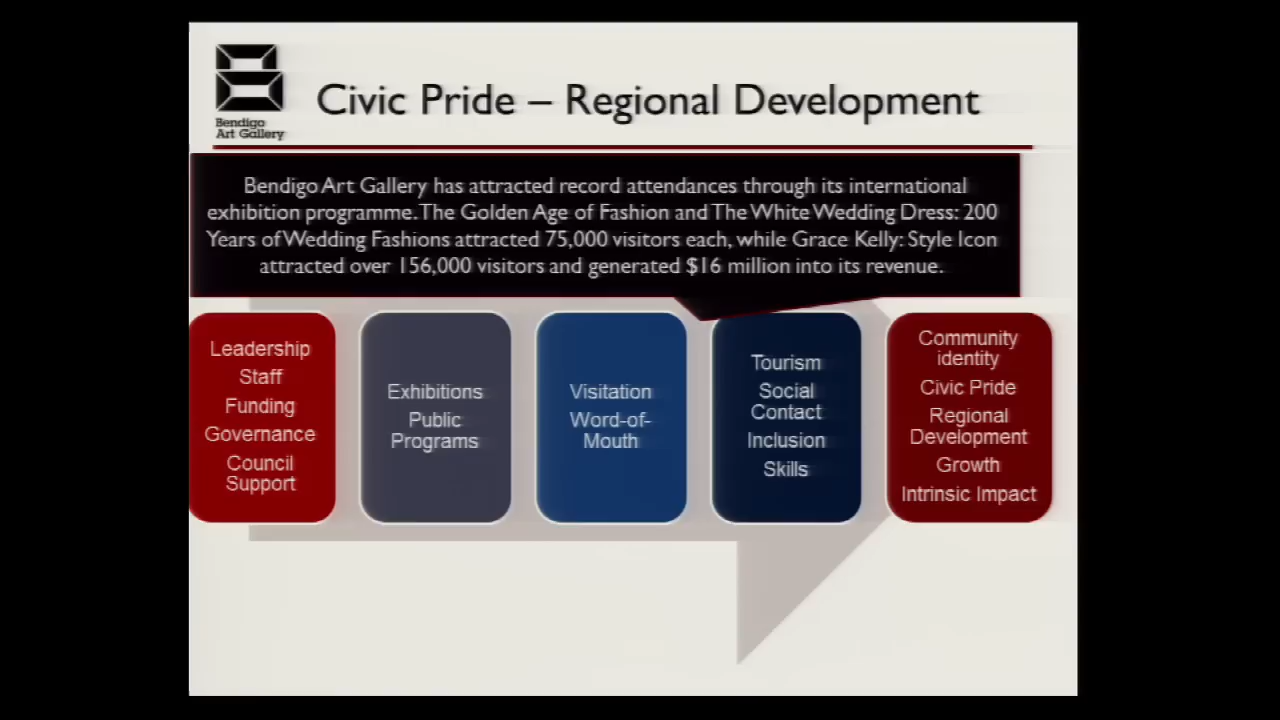 Bendigo
Art Gallery
Civic Pride – Regional Development
Bendigo Art Gallery has attracted record attendances through its international
exhibition programme. The Golden Age of Fashion and The White Wedding Dress: 200
Years of Wedding Fashions attracted 75,000 visitors each, while Grace Kelly: Style Icon
attracted over 156,000 visitors and generated $16 million into its revenue.
Leadership
Staff
Funding
Governance
Council
Support
Exhibitions
Public
Programs
Visitation
Word-of-
Mouth
Tourism
Social
Contact
Inclusion
Skills
Community
identity
Civic Pride
Regional
Development
Growth
Intrinsic Impact